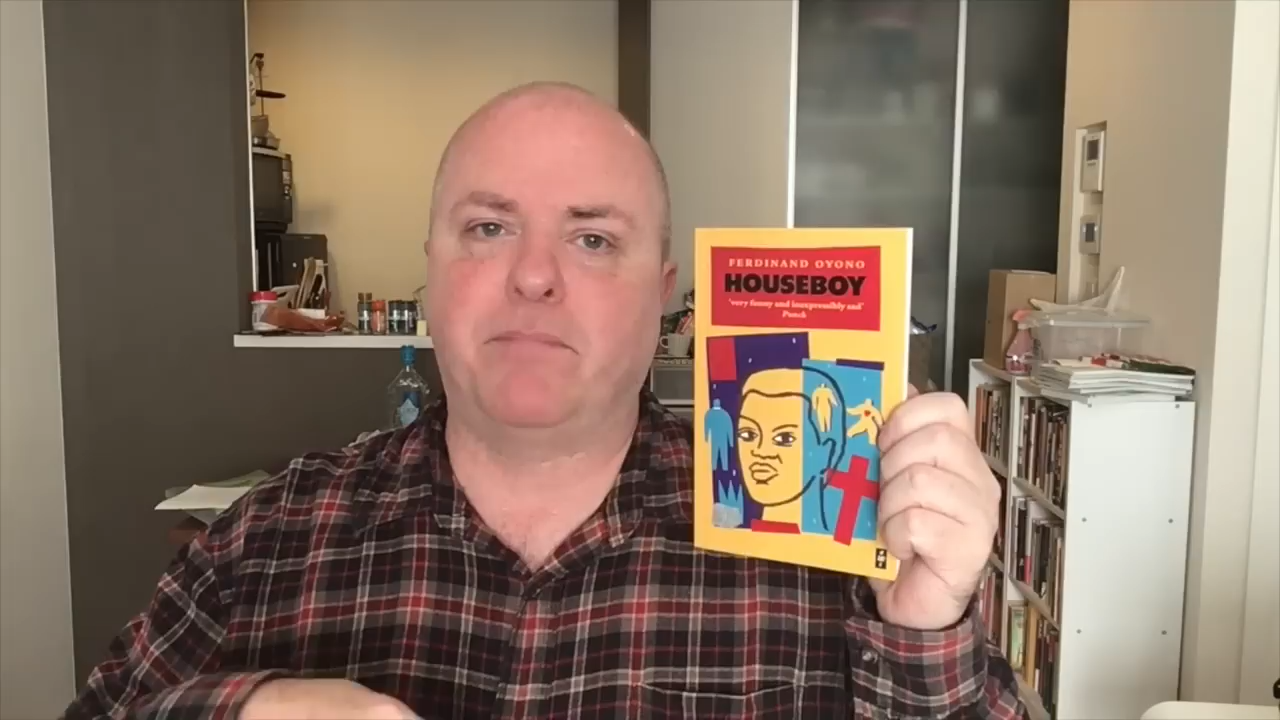 FERDINAND OYONO
HOUSEBOY
'very funny and inexpressibly sad'
Punch